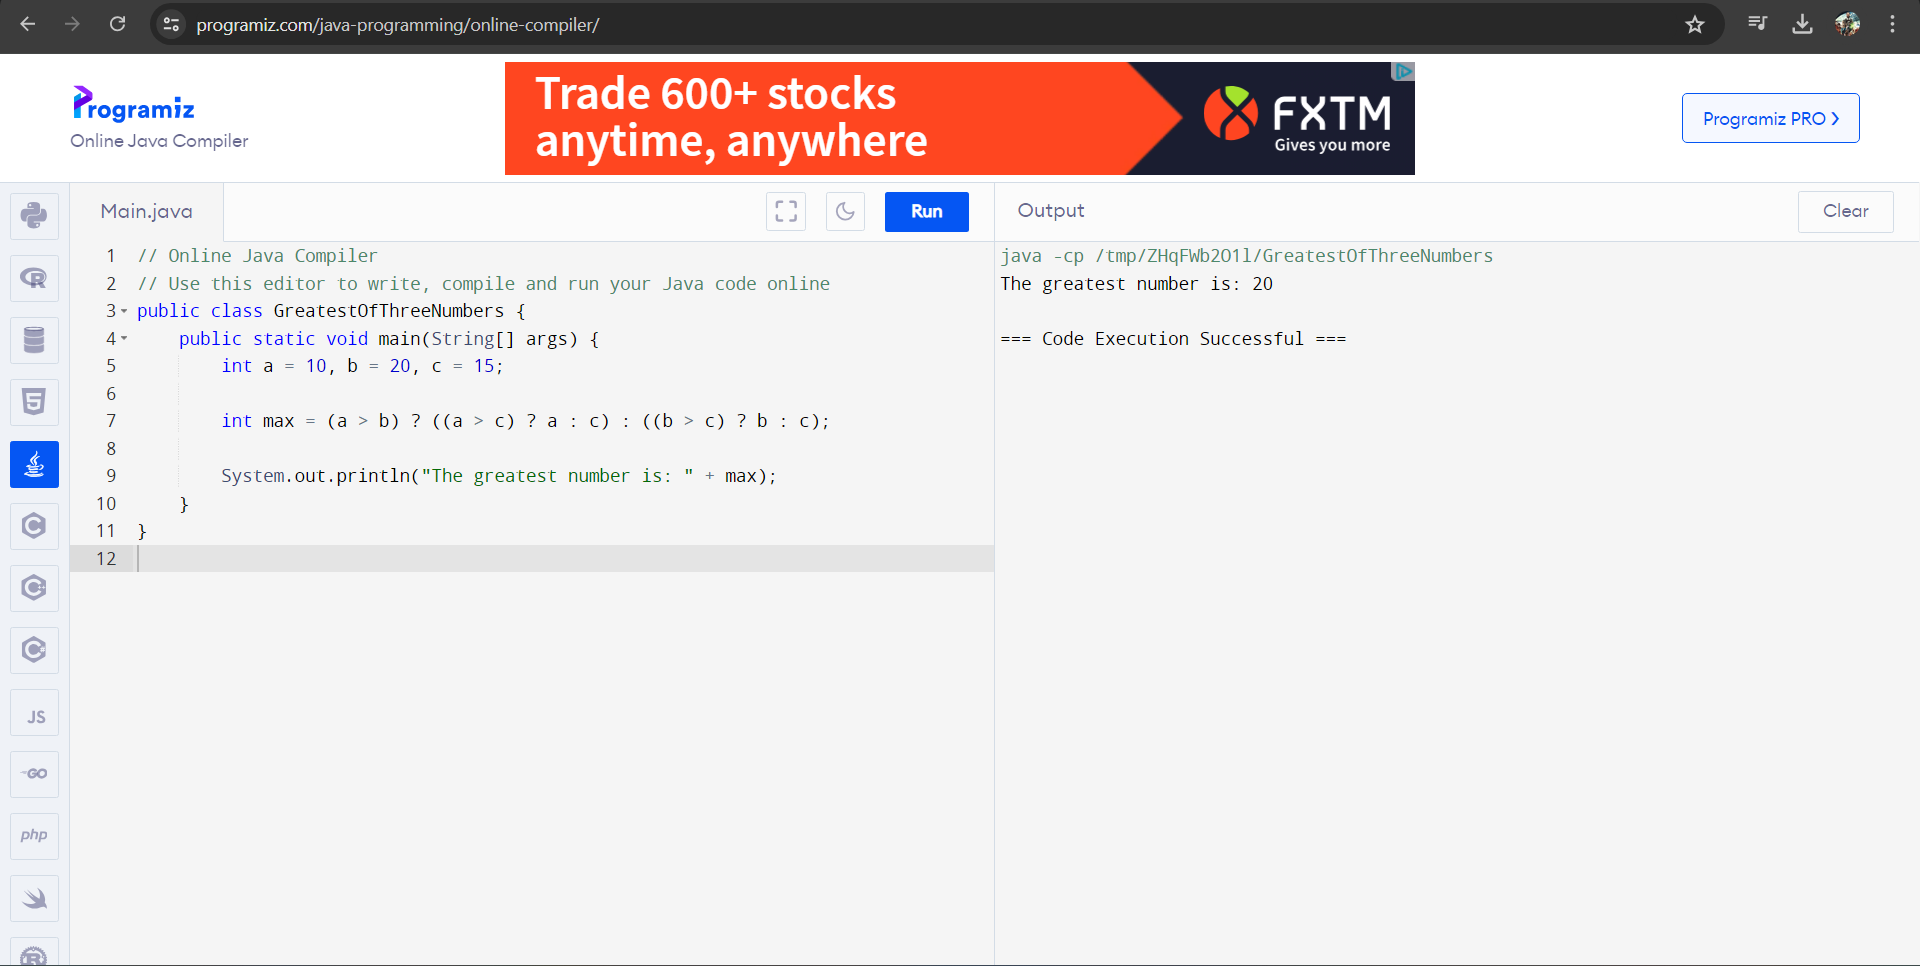 programiz.com/java-programming/online-compiler/
Programiz
Online Java Compiler
Trade 600+ stocks
anytime, anywhere
FXTM
Gives you more
Programiz PRO
Main.java
Run
Output
Clear
1 // Online Java Compiler
2 // Use this editor to write, compile and run your Java code online
3 public class GreatestOfThreeNumbers {
4     public static void main(String[] args) {
5         int a = 10, b = 20, c = 15;
6
7         int max = (a > b) ? ((a > c) ? a : c) : ((b > c) ? b : c);
8
9         System.out.println("The greatest number is: " + max);
10     }
11 }
12
java -cp /tmp/ZHqFWb2O1l/GreatestOfThreeNumbers
The greatest number is: 20
=== Code Execution Successful ===
R
5
C
C
C
JS
GO
php
R